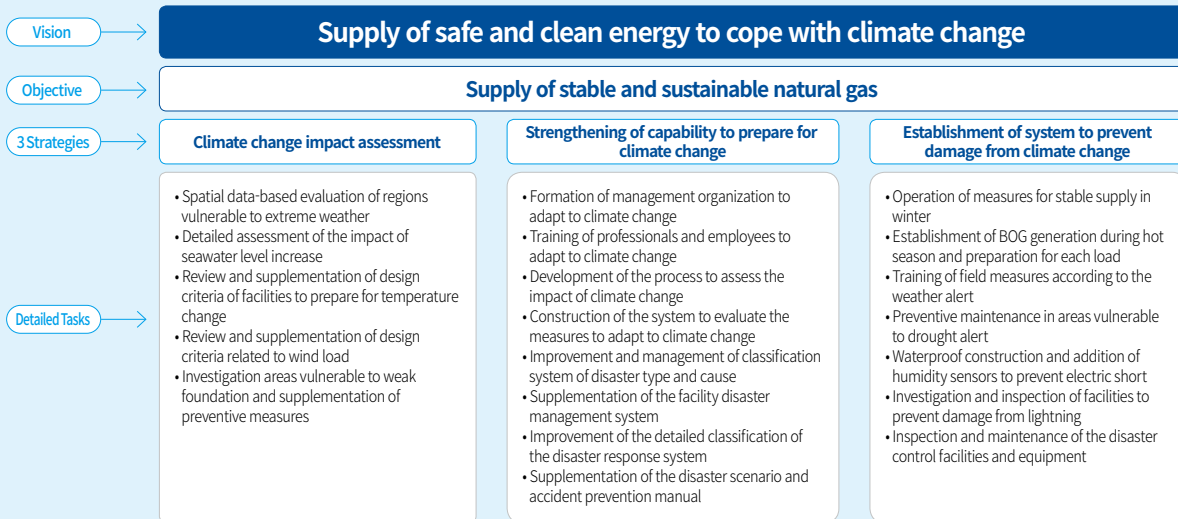 Vision
Supply of safe and clean energy to cope with climate change
Objective
Supply of stable and sustainable natural gas
3 Strategies
Climate change impact assessment
Strengthening of capability to prepare for
climate change
Establishment of system to prevent
damage from climate change
Detailed Tasks
• Spatial data-based evaluation of regions
vulnerable to extreme weather
• Detailed assessment of the impact of
seawater level increase
• Review and supplementation of design
criteria of facilities to prepare for temperature
change
• Review and supplementation of design
criteria related to wind load
• Investigation areas vulnerable to weak
foundation and supplementation of
preventive measures
• Formation of management organization to
adapt to climate change
• Training of professionals and employees to
adapt to climate change
• Development of the process to assess the
impact of climate change
• Construction of the system to evaluate the
measures to adapt to climate change
• Improvement and management of classification
system of disaster type and cause
• Supplementation of the facility disaster
management system
• Improvement of the detailed classification of
the disaster response system
• Supplementation of the disaster scenario and
accident prevention manual
• Operation of measures for stable supply in
winter
• Establishment of BOG generation during hot
season and preparation for each load
• Training of field measures according to the
weather alert
• Preventive maintenance in areas vulnerable
to drought alert
• Waterproof construction and addition of
humidity sensors to prevent electric short
• Investigation and inspection of facilities to
prevent damage from lightning
• Inspection and maintenance of the disaster
control facilities and equipment